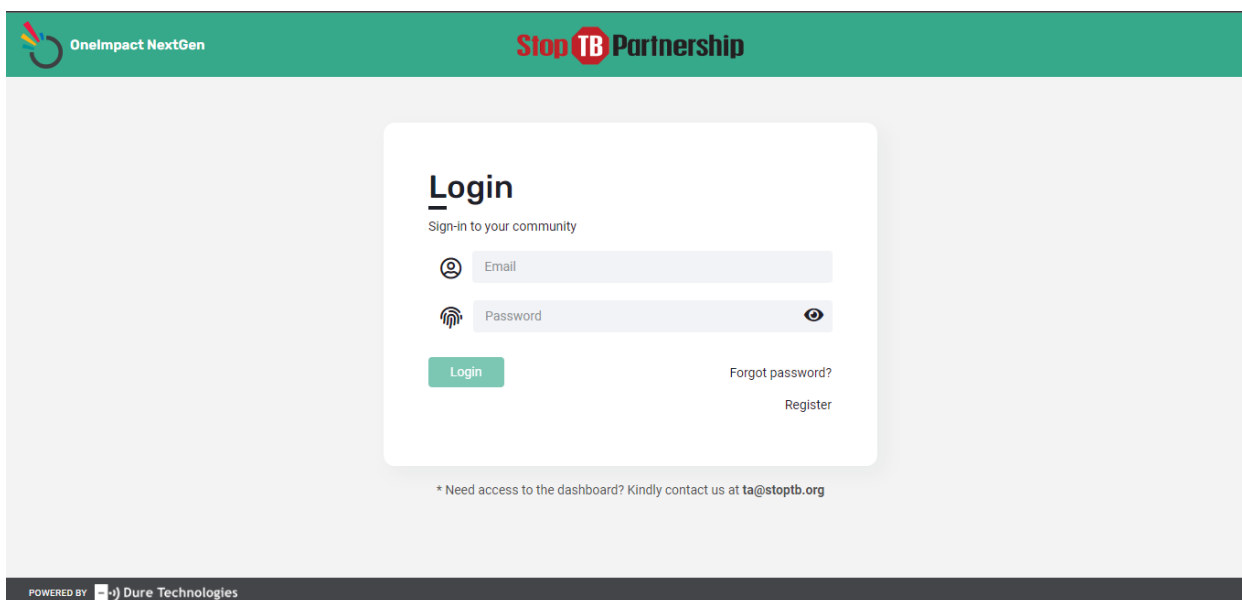 OneImpact NextGen
Stop TB Partnership
Login
Sign-in to your community
Email
Password
Login
Forgot password?
Register
* Need access to the dashboard? Kindly contact us at ta@stoptb.org
POWERED BY Dure Technologies